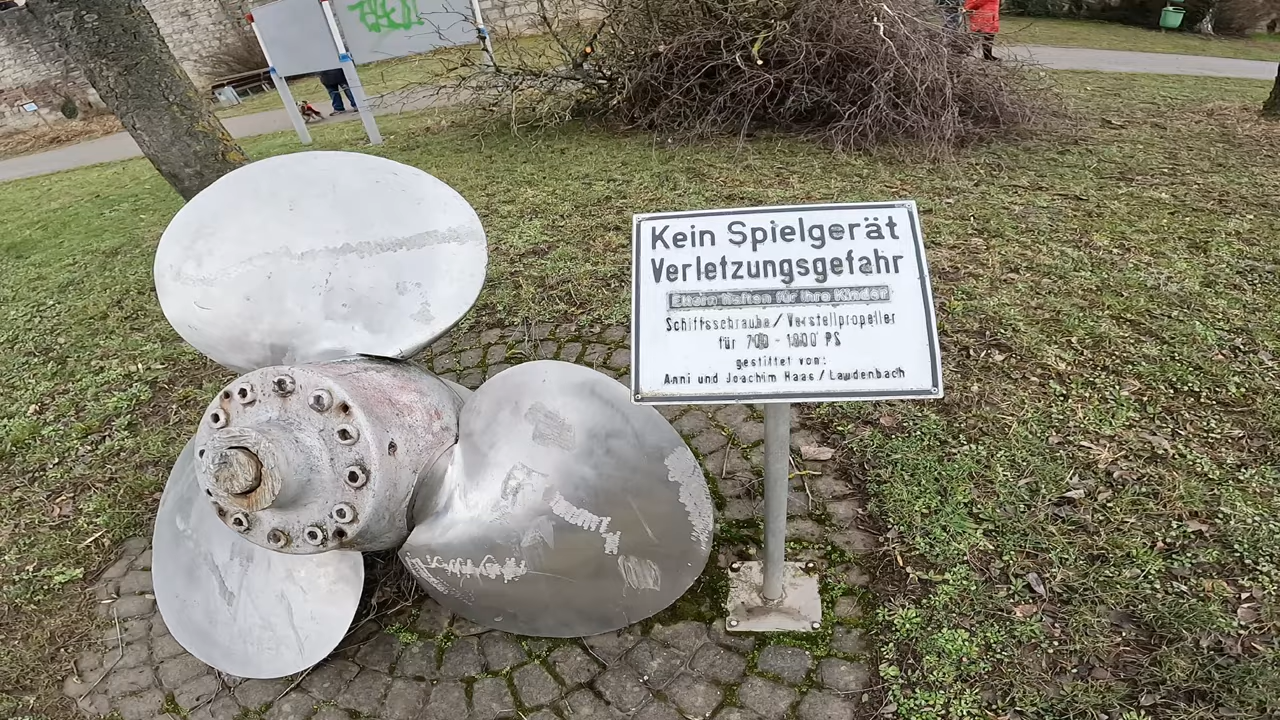 Kein Spielgerät
Verletzungsgefahr
Eltern haften für ihre Kinder
Schiffsschraube/Verstellpropeller
für 700 - 1800 PS
gestiftet von:
Anni und Joachim Haas/Laudenbach